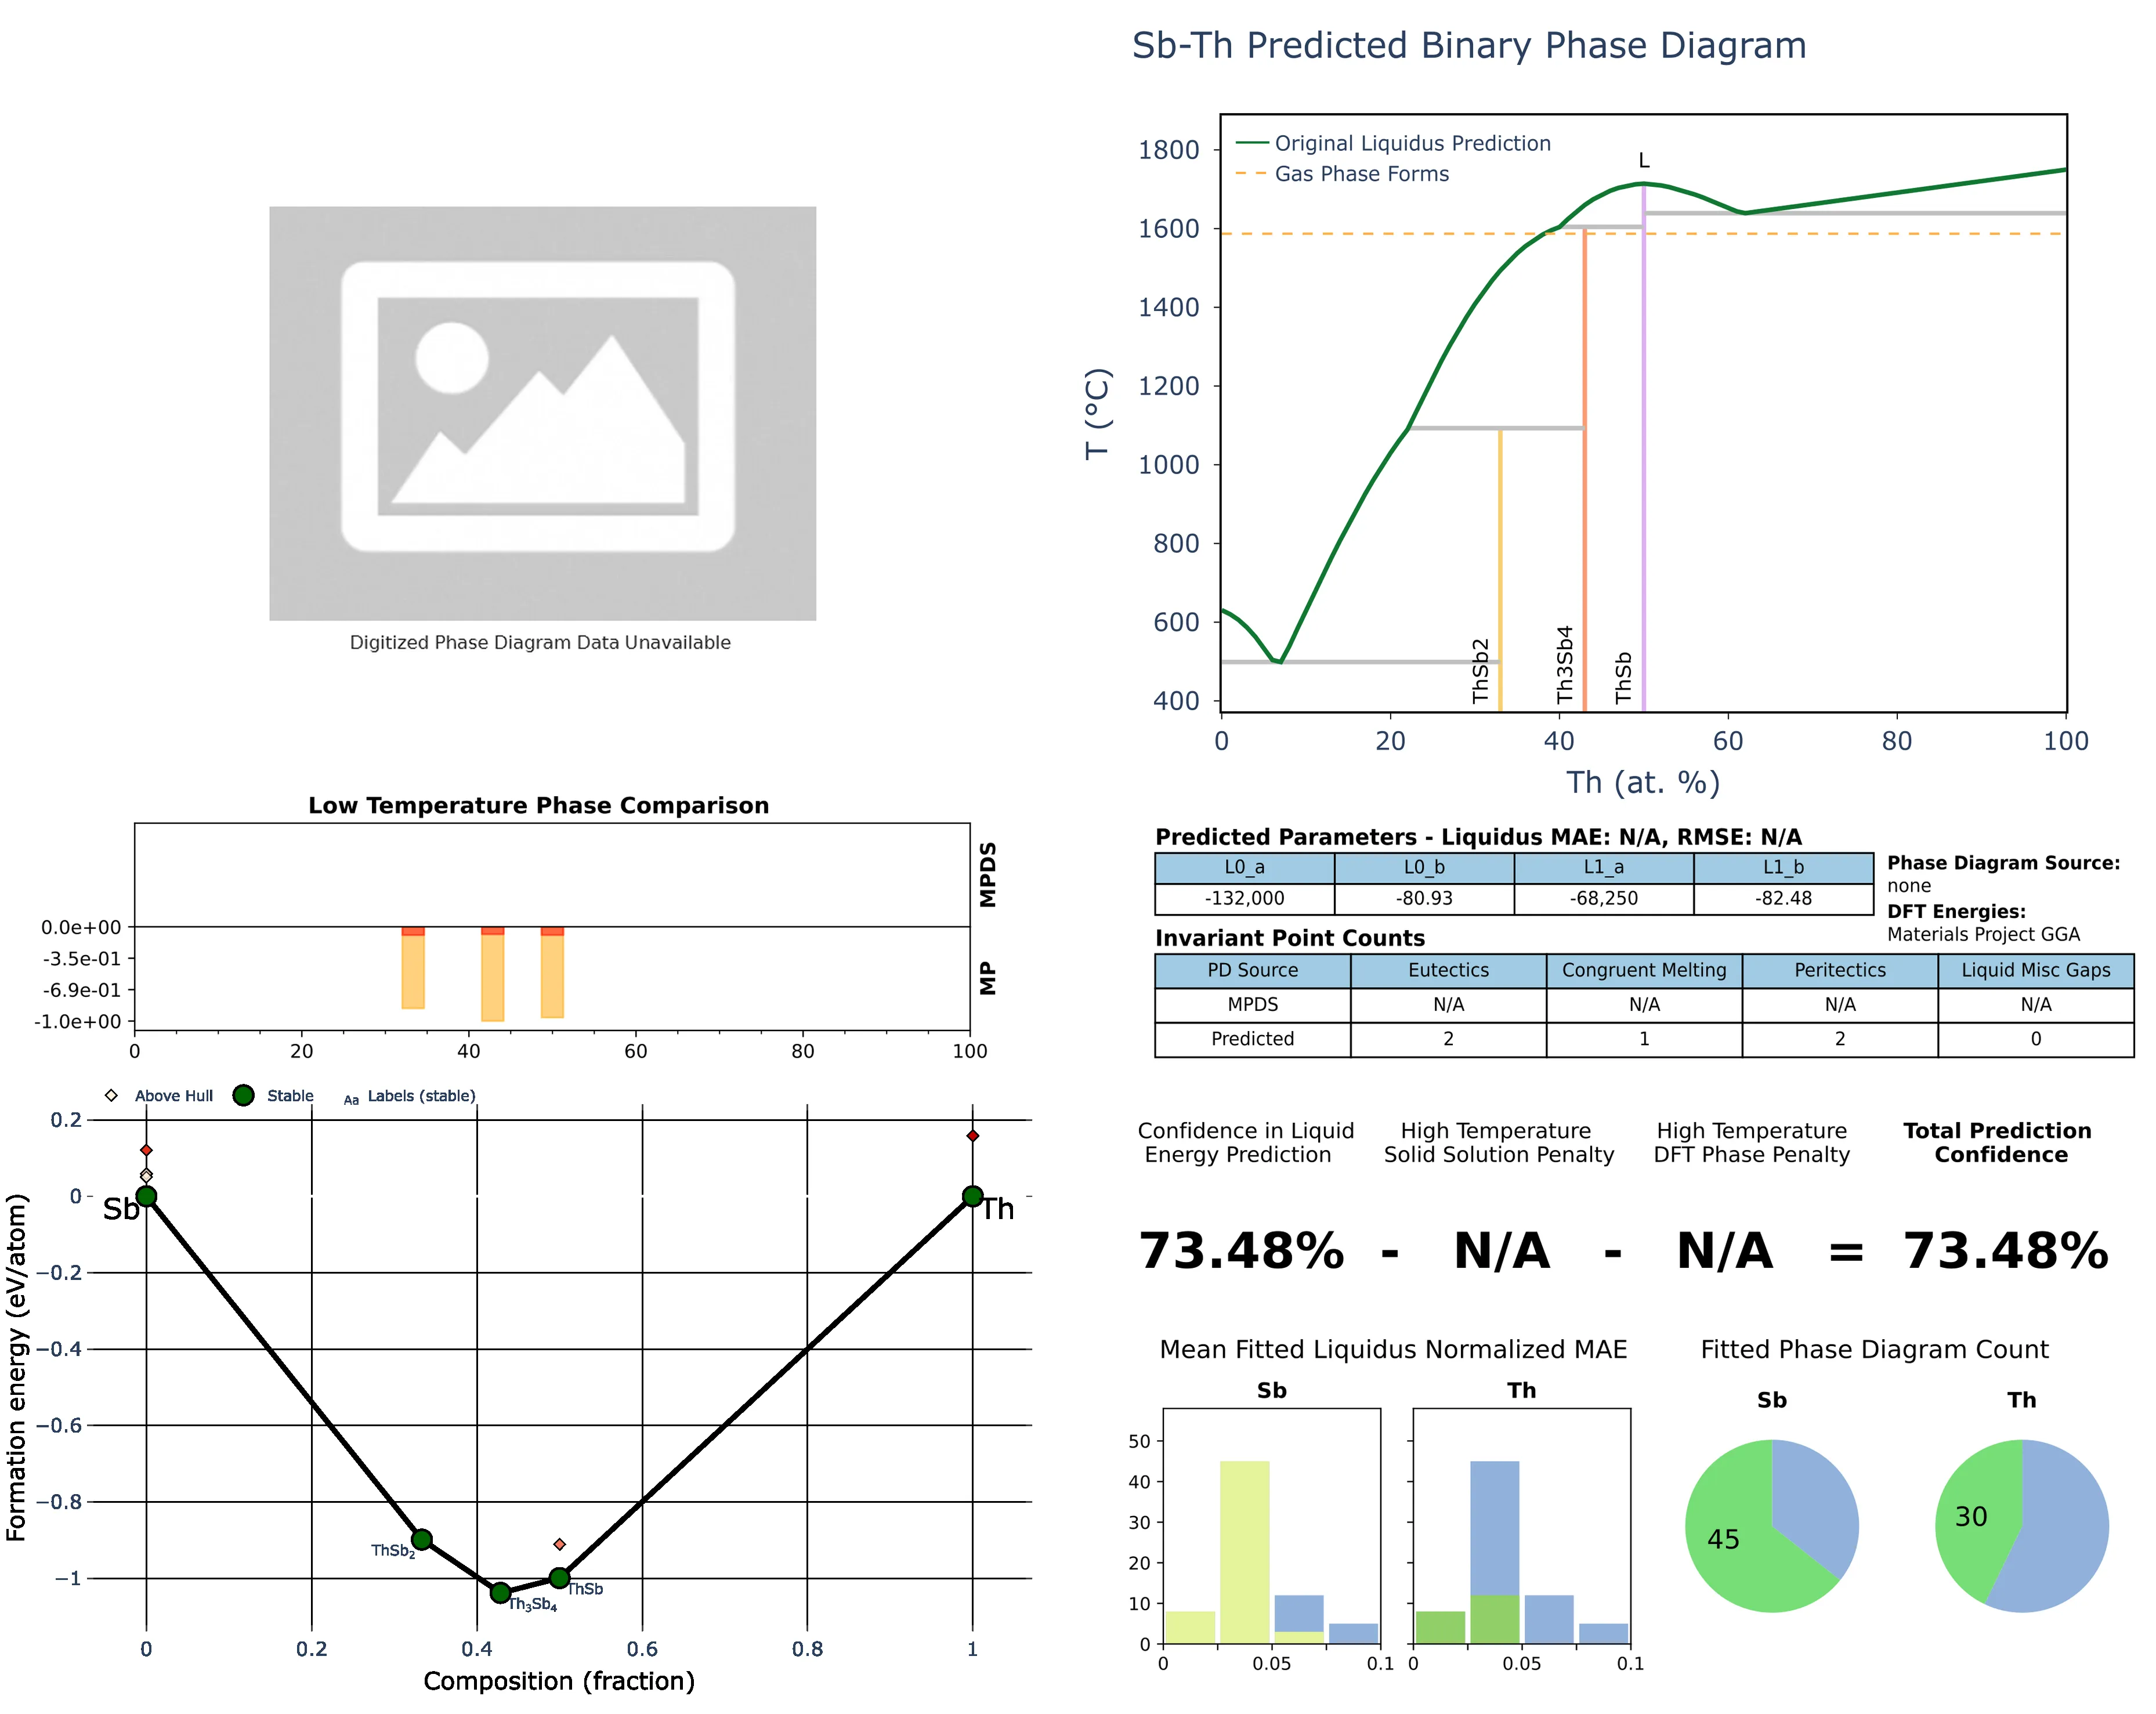 Sb-Th Predicted Binary Phase Diagram
Original Liquidus Prediction
Gas Phase Forms
L
1800
1600
1400
1200
1000
800
600
400
T (°C)
ThSb2
Th3Sb4
ThSb
0 20 40 60 80 100
Th (at. %)
Digitized Phase Diagram Data Unavailable
Low Temperature Phase Comparison
MPDS
MP
0.0e+00
-3.5e-01
-6.9e-01
-1.0e+00
0 20 40 60 80 100
Predicted Parameters - Liquidus MAE: N/A, RMSE: N/A
L0_a L0_b L1_a L1_b
-132,000 -80.93 -68,250 -82.48
Phase Diagram Source:
none
DFT Energies:
Materials Project GGA
Invariant Point Counts
PD Source Eutectics Congruent Melting Peritectics Liquid Misc Gaps
MPDS N/A N/A N/A N/A
Predicted 2 1 2 0
Above Hull Stable Aa Labels (stable)
0.2
0
−0.2
−0.4
−0.6
−0.8
−1
Formation energy (eV/atom)
Sb
Th
ThSb₂
Th₃Sb₄
ThSb
0 0.2 0.4 0.6 0.8 1
Composition (fraction)
Confidence in Liquid
Energy Prediction
High Temperature
Solid Solution Penalty
High Temperature
DFT Phase Penalty
Total Prediction
Confidence
73.48% - N/A - N/A = 73.48%
Mean Fitted Liquidus Normalized MAE
Sb Th
50
40
30
20
10
0
0 0.05 0.1
0 0.05 0.1
Fitted Phase Diagram Count
Sb Th
45
30